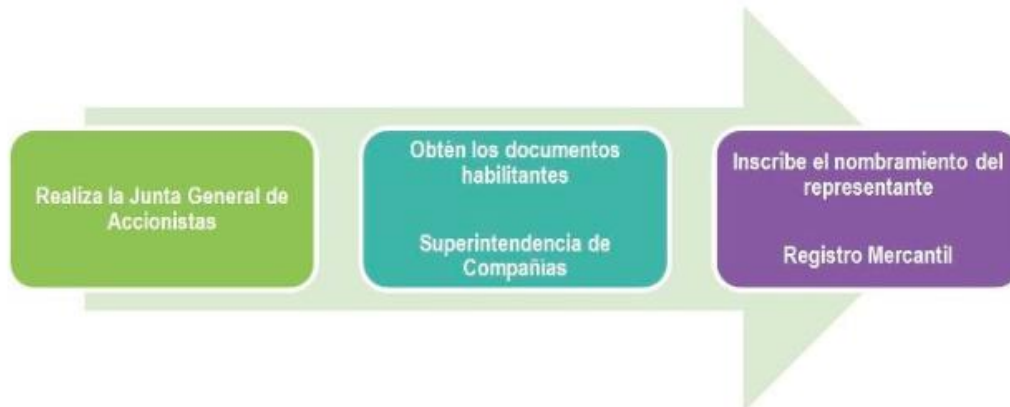 Realiza la Junta General de
Accionistas
Obtén los documentos
habilitantes
Superintendencia de
Compañías
Inscribe el nombramiento del
representante
Registro Mercantil